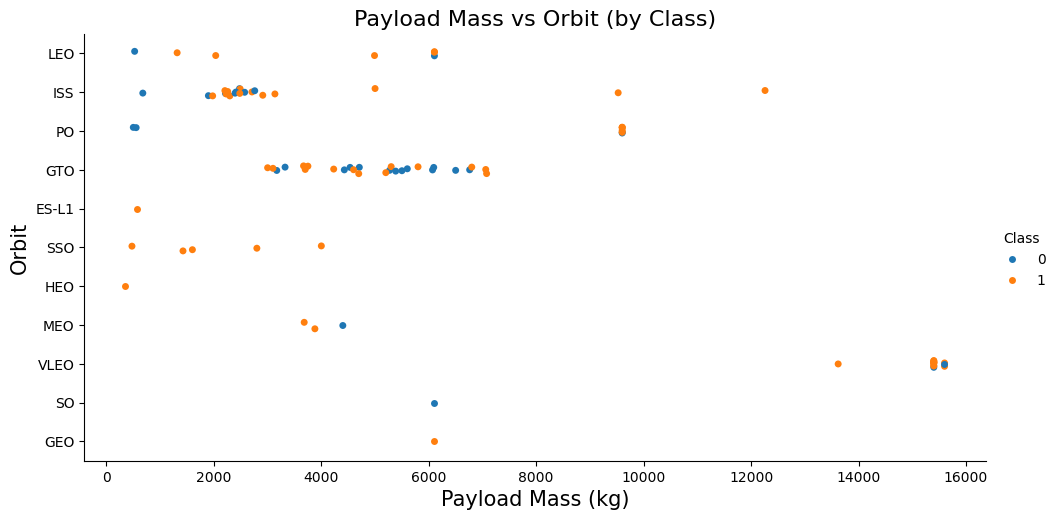 Payload Mass vs Orbit (by Class)
Orbit
LEO
ISS
PO
GTO
ES-L1
SSO
HEO
MEO
VLEO
SO
GEO
0 2000 4000 6000 8000 10000 12000 14000 16000
Payload Mass (kg)
Class
0
1